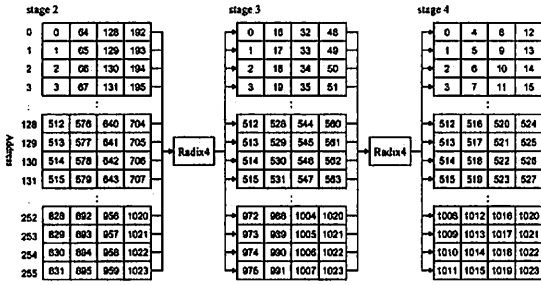 stage 2 stage 3 stage 4
0 0 64 128 192 0 16 32 48 0 4 8 12
1 1 65 129 193 1 17 33 49 1 5 9 13
2 2 66 130 194 2 18 34 50 2 6 10 14
3 3 67 131 195 3 19 35 51 3 7 11 15
Address
128 512 576 640 704 512 528 544 560 512 516 520 524
129 513 577 641 705 513 529 545 561 513 517 521 525
Radix4 Radix4
130 514 578 642 706 514 530 546 562 514 518 522 526
131 515 579 643 707 515 531 547 563 515 519 523 527
252 828 892 956 1020 972 988 1004 1020 1008 1012 1016 1020
253 829 893 957 1021 973 989 1005 1021 1009 1013 1017 1021
254 830 894 958 1022 974 990 1006 1022 1010 1014 1018 1022
255 831 895 959 1023 975 991 1007 1023 1011 1015 1019 1023